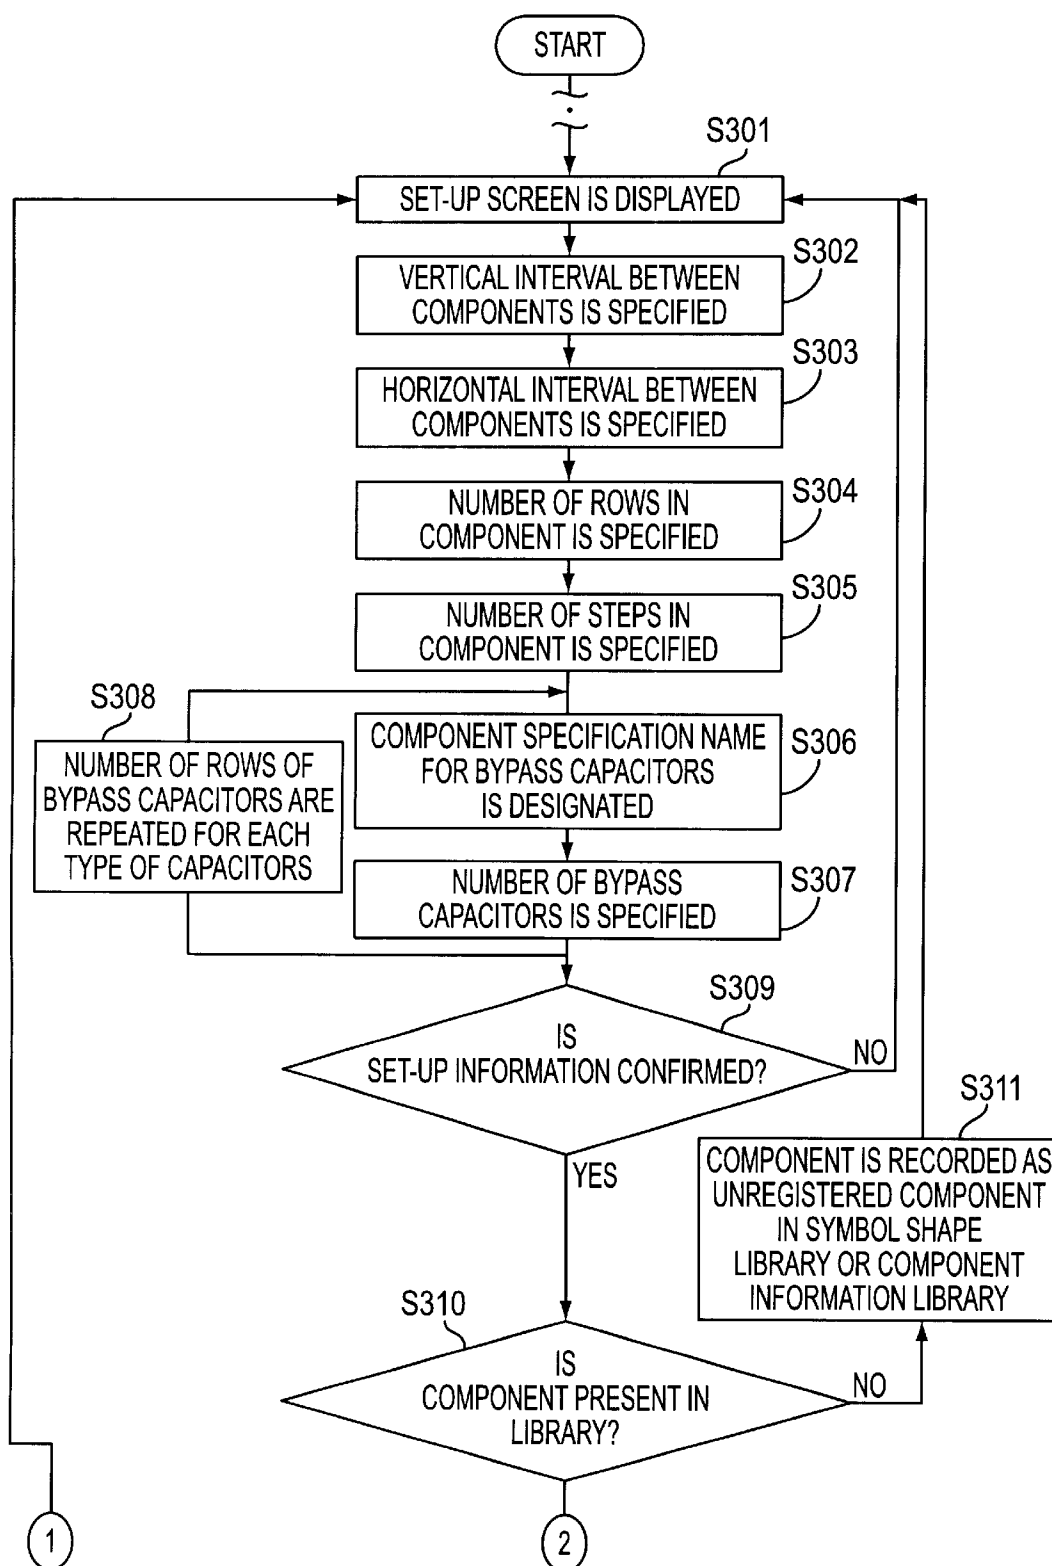 START
S301
SET-UP SCREEN IS DISPLAYED
S302
VERTICAL INTERVAL BETWEEN
COMPONENTS IS SPECIFIED
S303
HORIZONTAL INTERVAL BETWEEN
COMPONENTS IS SPECIFIED
S304
NUMBER OF ROWS IN
COMPONENT IS SPECIFIED
S305
NUMBER OF STEPS IN
COMPONENT IS SPECIFIED
S308
NUMBER OF ROWS OF
BYPASS CAPACITORS ARE
REPEATED FOR EACH
TYPE OF CAPACITORS
S306
COMPONENT SPECIFICATION NAME
FOR BYPASS CAPACITORS
IS DESIGNATED
S307
NUMBER OF BYPASS
CAPACITORS IS SPECIFIED
S309
IS
SET-UP INFORMATION CONFIRMED?
NO
YES
S311
COMPONENT IS RECORDED AS
UNREGISTERED COMPONENT
IN SYMBOL SHAPE
LIBRARY OR COMPONENT
INFORMATION LIBRARY
S310
IS
COMPONENT PRESENT IN
LIBRARY?
NO
1
2